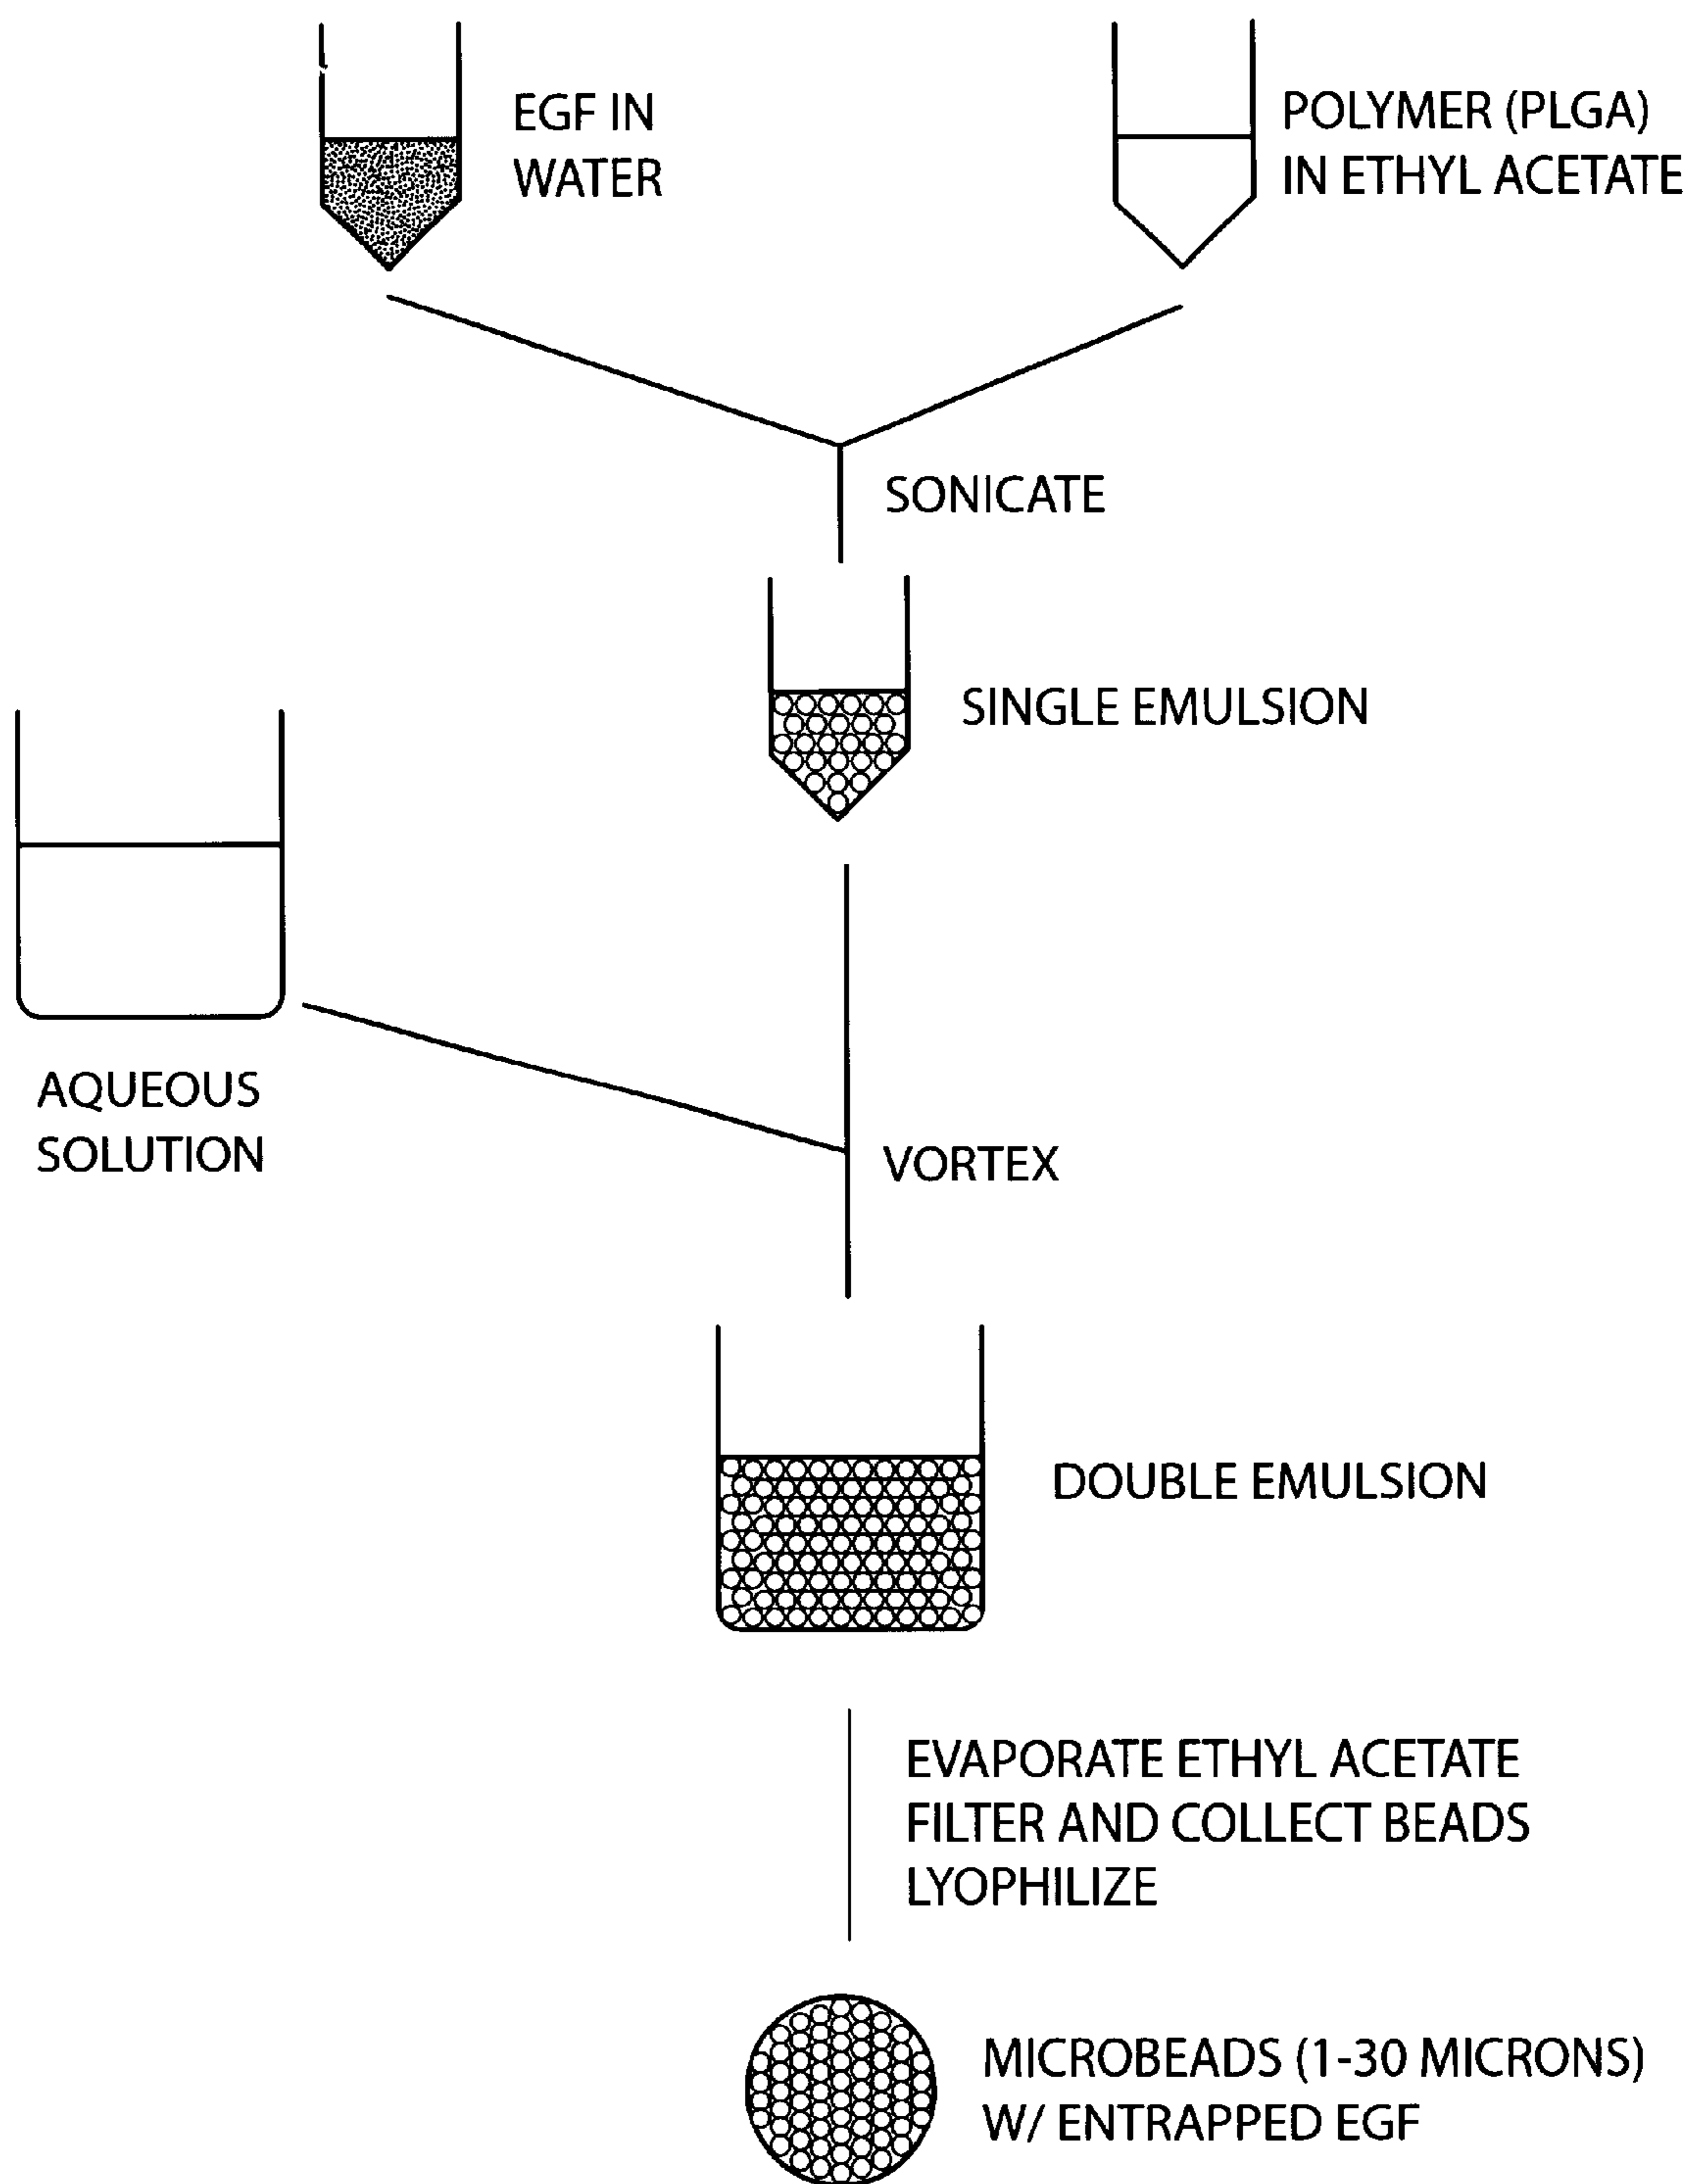 EGF IN
WATER
POLYMER (PLGA)
IN ETHYL ACETATE
SONICATE
SINGLE EMULSION
AQUEOUS
SOLUTION
VORTEX
DOUBLE EMULSION
EVAPORATE ETHYL ACETATE
FILTER AND COLLECT BEADS
LYOPHILIZE
MICROBEADS (1-30 MICRONS)
W/ ENTRAPPED EGF